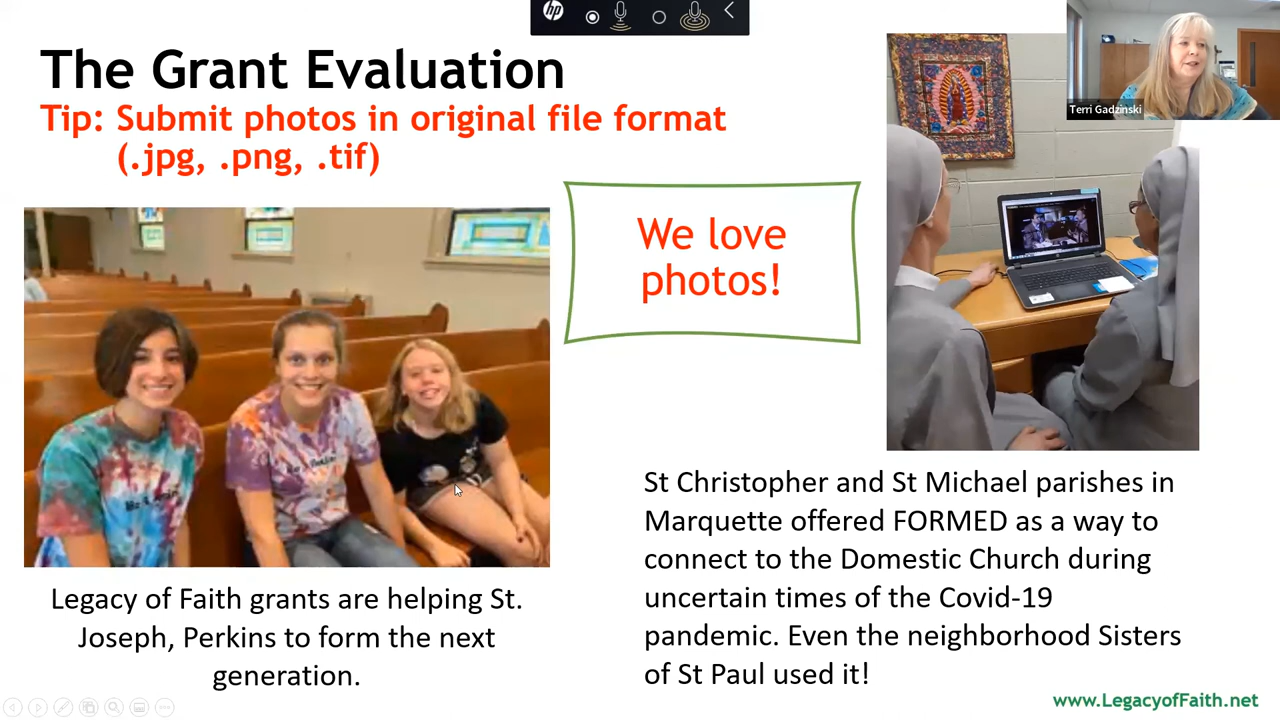 hp
The Grant Evaluation
Tip: Submit photos in original file format
(.jpg, .png, .tif)
Terri Gadzinski
We love
photos!
Legacy of Faith grants are helping St.
Joseph, Perkins to form the next
generation.
St Christopher and St Michael parishes in
Marquette offered FORMED as a way to
connect to the Domestic Church during
uncertain times of the Covid-19
pandemic. Even the neighborhood Sisters
of St Paul used it!
www.LegacyofFaith.net